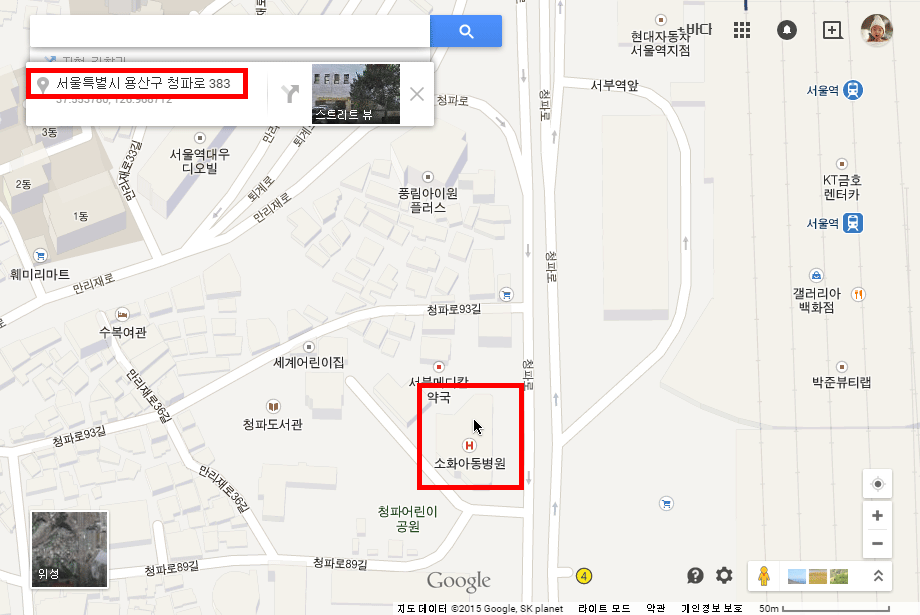 서울특별시 용산구 청파로 383
스트리트 뷰
바다
현대자동차
서울역지점
서울역
서부역앞
청파로
청파로
3동
만리재로33길
서울역대우
디오빌
퇴계로
만리재로
2동
1동
풍림아이원
플러스
KT금호
렌터카
서울역
훼미리마트
만리재로
청파로
갤러리아
백화점
수복여관
청파로93길
세계어린이집
청파로
서부메디칼
약국
박준뷰티랩
만리재로36길
청파도서관
청파로93길
소화아동병원
만리재로36길
청파어린이
공원
위성
청파로89길
청파로89길
Google
4
지도 데이터 ©2015 Google, SK planet 라이트 모드 약관 개인정보 보호 50m